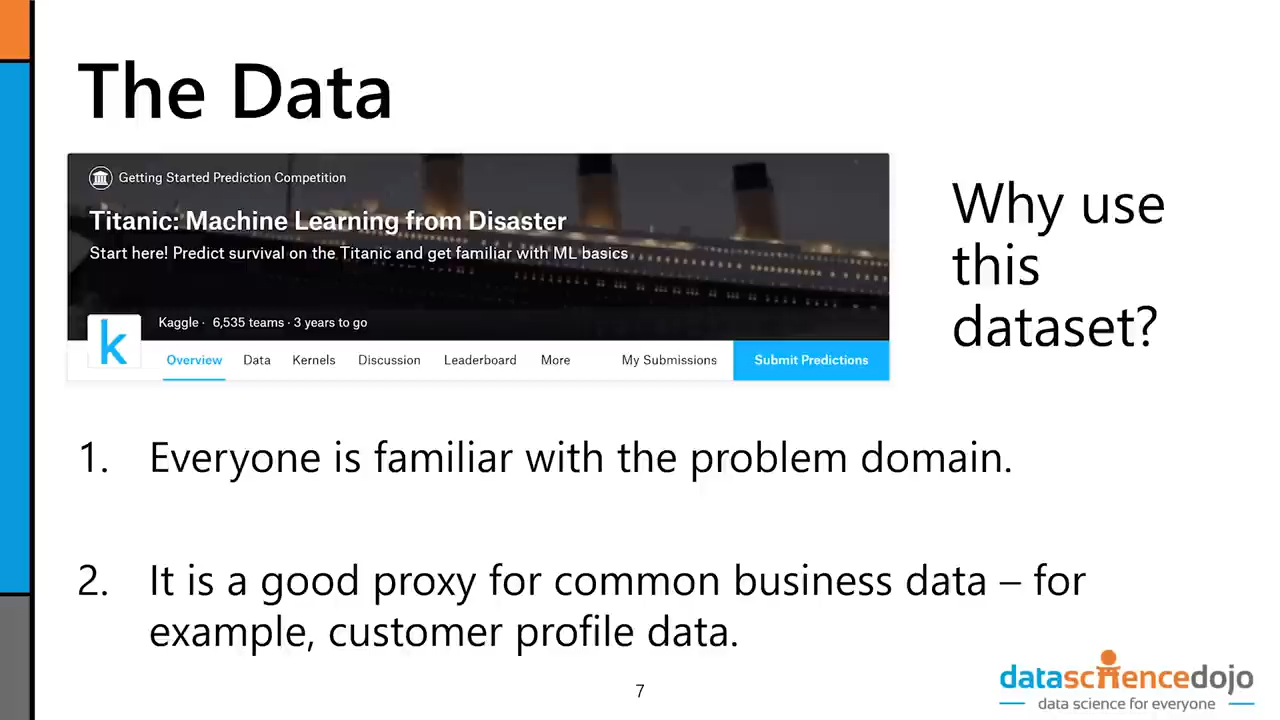 The Data
Getting Started Prediction Competition
Titanic: Machine Learning from Disaster
Start here! Predict survival on the Titanic and get familiar with ML basics
k
Kaggle · 6,535 teams · 3 years to go
Overview Data Kernels Discussion Leaderboard More My Submissions Submit Predictions
Why use
this
dataset?
1. Everyone is familiar with the problem domain.
2. It is a good proxy for common business data – for
example, customer profile data.
7
datasciencedojo
data science for everyone